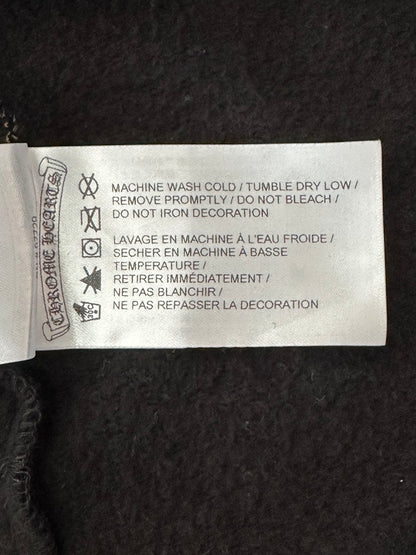 MACHINE WASH COLD / TUMBLE DRY LOW /
REMOVE PROMPTLY / DO NOT BLEACH /
DO NOT IRON DECORATION
LAVAGE EN MACHINE À L'EAU FROIDE /
SECHER EN MACHINE À BASSE
TEMPERATURE /
RETIRER IMMÉDIATEMENT /
NE PAS BLANCHIR /
NE PAS REPASSER LA DECORATION
CHROME HEARTS